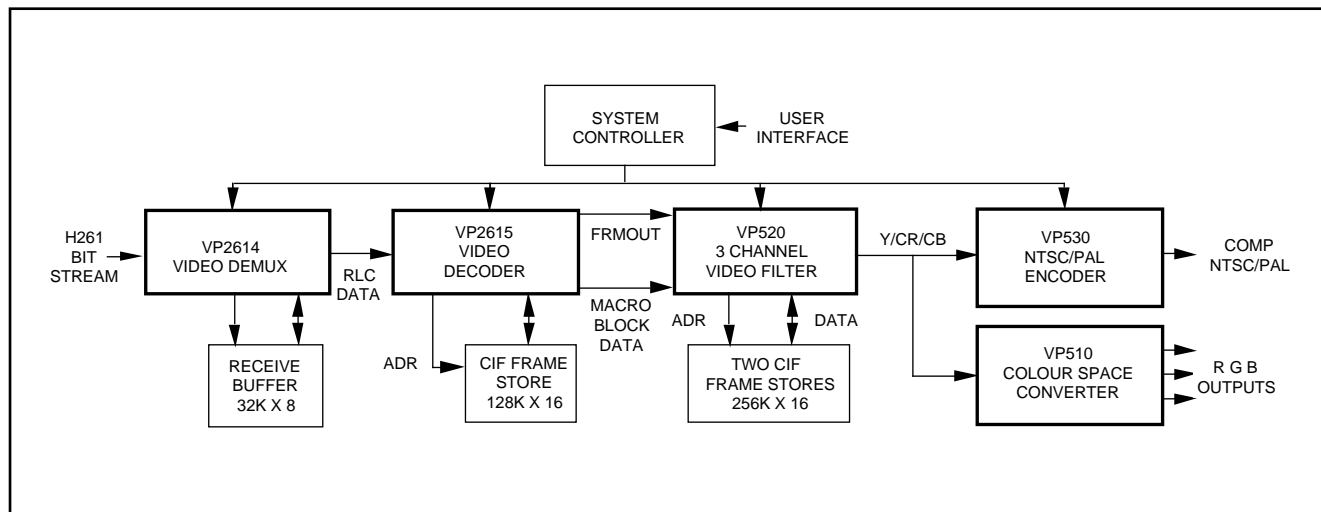 SYSTEM
CONTROLLER
USER
INTERFACE
H261
BIT
STREAM
VP2614
VIDEO DEMUX
RLC
DATA
VP2615
VIDEO
DECODER
FRMOUT
MACRO
BLOCK
DATA
VP520
3 CHANNEL
VIDEO FILTER
Y/CR/CB
VP530
NTSC/PAL
ENCODER
COMP
NTSC/PAL
RECEIVE
BUFFER
32K X 8
ADR
CIF FRAME
STORE
128K X 16
ADR
DATA
TWO CIF
FRAME STORES
256K X 16
VP510
COLOUR SPACE
CONVERTER
R G B
OUTPUTS